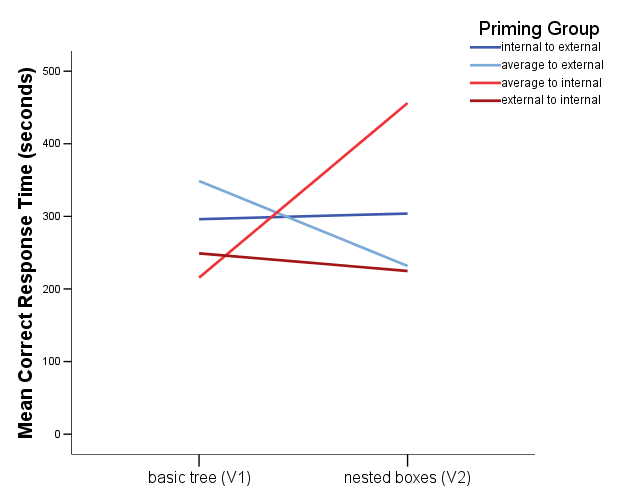 Priming Group
internal to external
average to external
average to internal
external to internal
Mean Correct Response Time (seconds)
500
400
300
200
100
0
basic tree (V1)
nested boxes (V2)